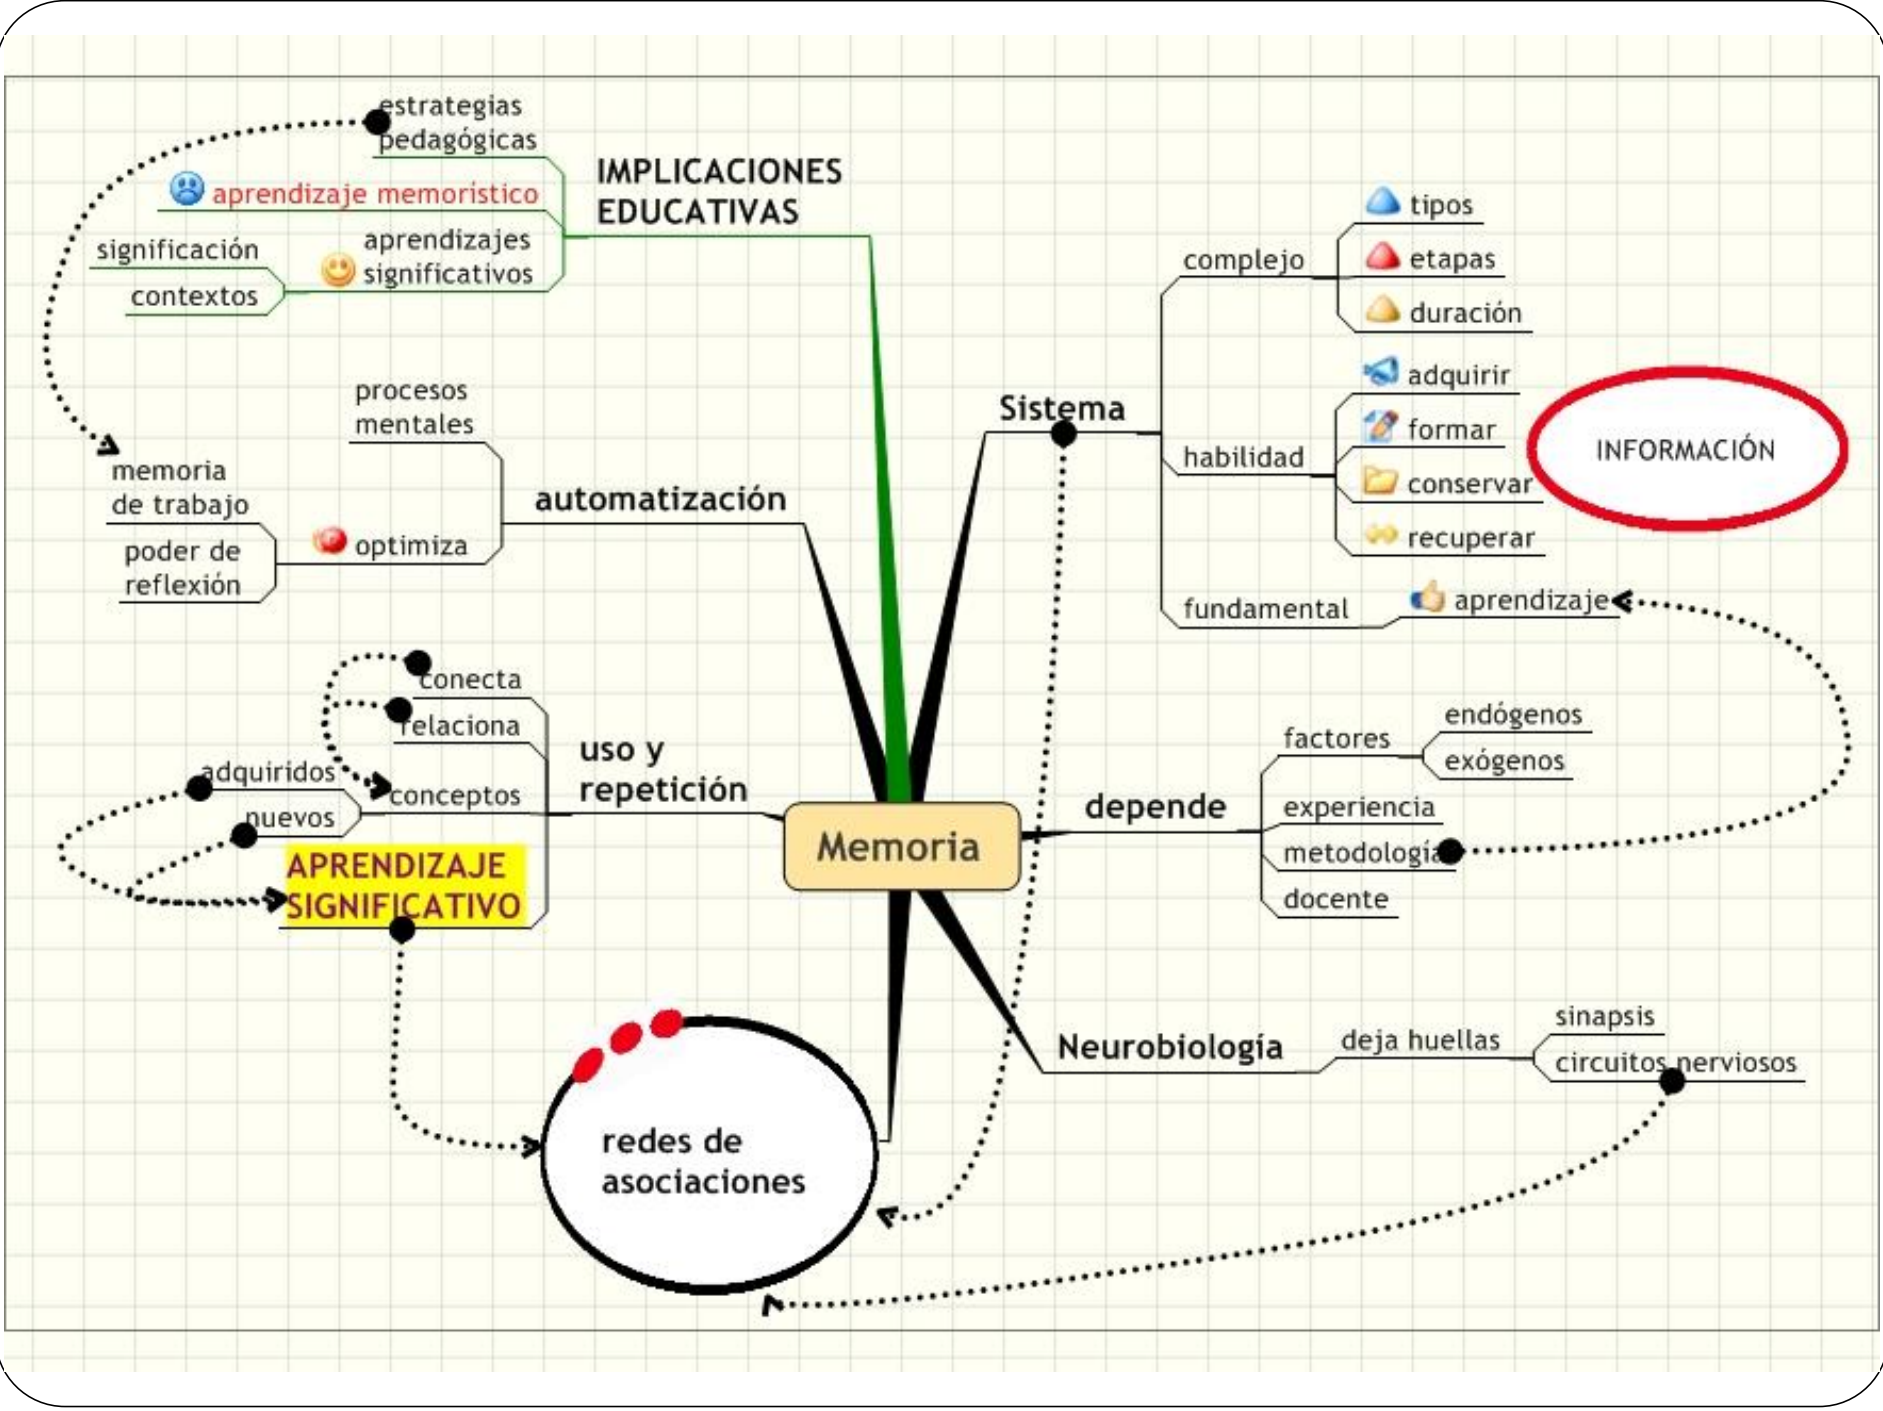 estrategias
pedagógicas
aprendizaje memorístico
aprendizajes
significativos
significación
contextos
IMPLICACIONES
EDUCATIVAS
procesos
mentales
automatización
optimiza
memoria
de trabajo
poder de
reflexión
conecta
relaciona
conceptos
adquiridos
nuevos
APRENDIZAJE
SIGNIFICATIVO
uso y
repetición
Memoria
redes de
asociaciones
Sistema
complejo
tipos
etapas
duración
habilidad
adquirir
formar
conservar
recuperar
INFORMACIÓN
fundamental
aprendizaje
depende
factores
endógenos
exógenos
experiencia
metodología
docente
Neurobiología
deja huellas
sinapsis
circuitos nerviosos